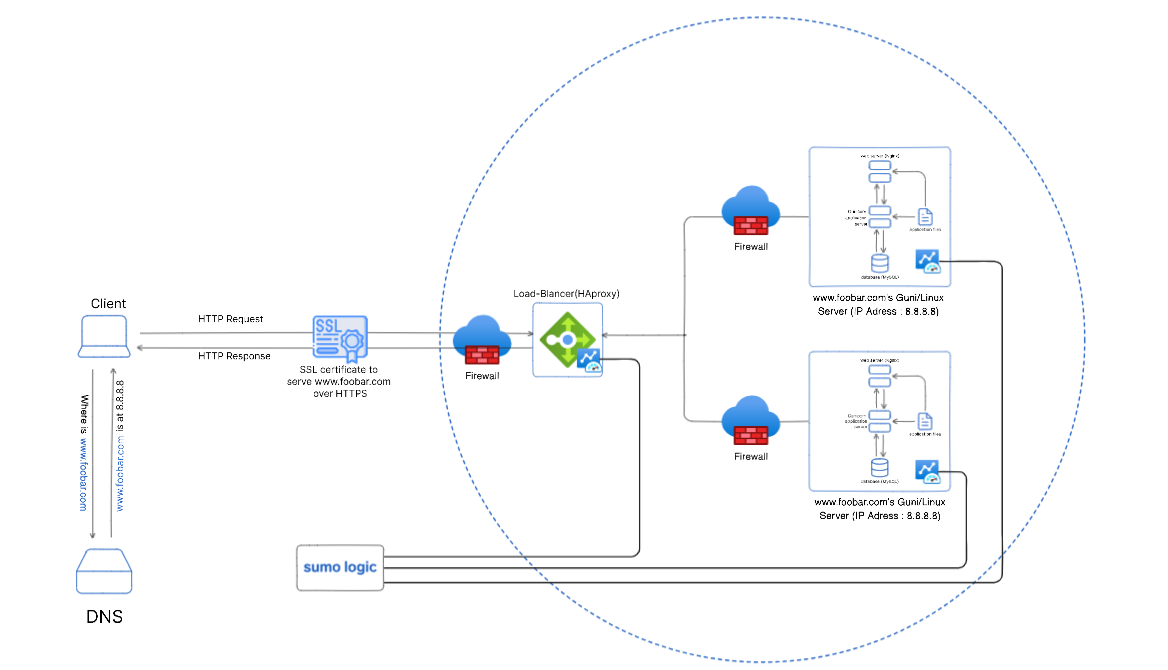 Client
HTTP Request
HTTP Response
SSL
SSL certificate to
serve www.foobar.com
over HTTPS
Where is www.foobar.com
www.foobar.com is at 8.8.8.8
DNS
Firewall
Load-Blancer(HAproxy)
Firewall
web server (Nginx)
application
server
application files
database (MySQL)
www.foobar.com's Guni/Linux
Server (IP Adress : 8.8.8.8)
Firewall
web server (Nginx)
application
server
application files
database (MySQL)
www.foobar.com's Guni/Linux
Server (IP Adress : 8.8.8.8)
sumo logic